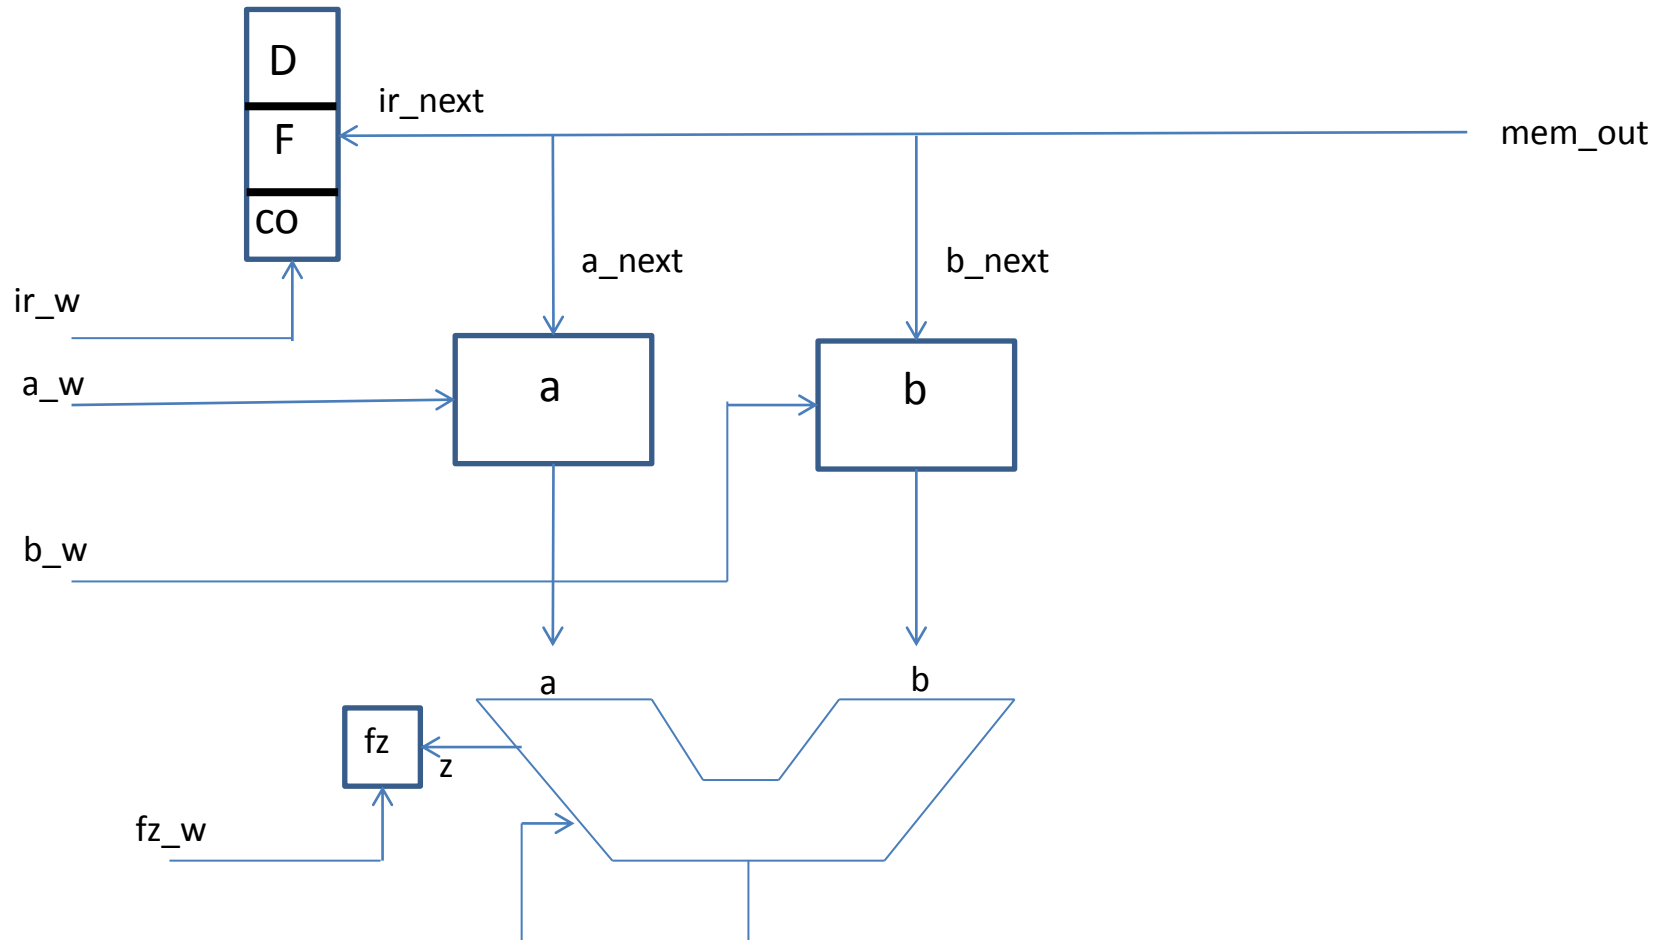 D
ir_next
mem_out
F
co
a_next
b_next
ir_w
a_w
a
b
b_w
a
b
fz
z
fz_w